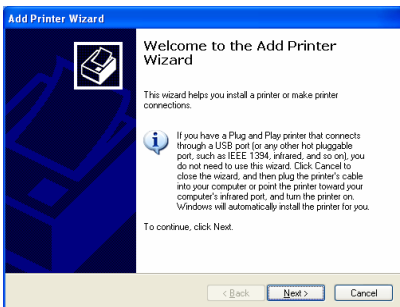 Add Printer Wizard
Welcome to the Add Printer
Wizard
This wizard helps you install a printer or make printer
connections.
If you have a Plug and Play printer that connects
through a USB port (or any other hot pluggable
port, such as IEEE 1394, infrared, and so on), you
do not need to use this wizard. Click Cancel to
close the wizard, and then plug the printer's cable
into your computer or point the printer toward your
computer's infrared port, and turn the printer on.
Windows will automatically install the printer for you.
To continue, click Next.
< Back Next > Cancel